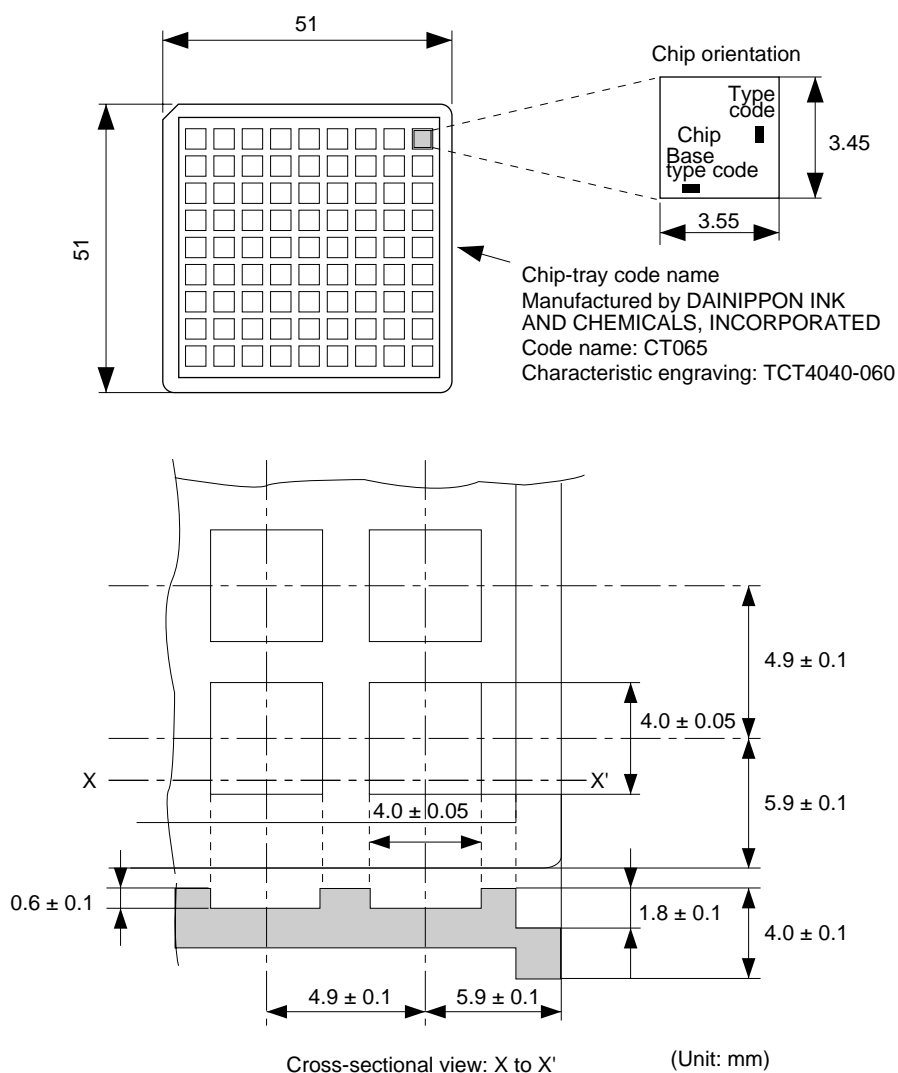 51
Chip orientation
51
Type
code
Chip
Base
type code
3.45
3.55
Chip-tray code name
Manufactured by DAINIPPON INK
AND CHEMICALS, INCORPORATED
Code name: CT065
Characteristic engraving: TCT4040-060
4.9 ± 0.1
4.0 ± 0.05
X
X'
4.0 ± 0.05
5.9 ± 0.1
0.6 ± 0.1
1.8 ± 0.1
4.0 ± 0.1
4.9 ± 0.1
5.9 ± 0.1
Cross-sectional view: X to X'
(Unit: mm)